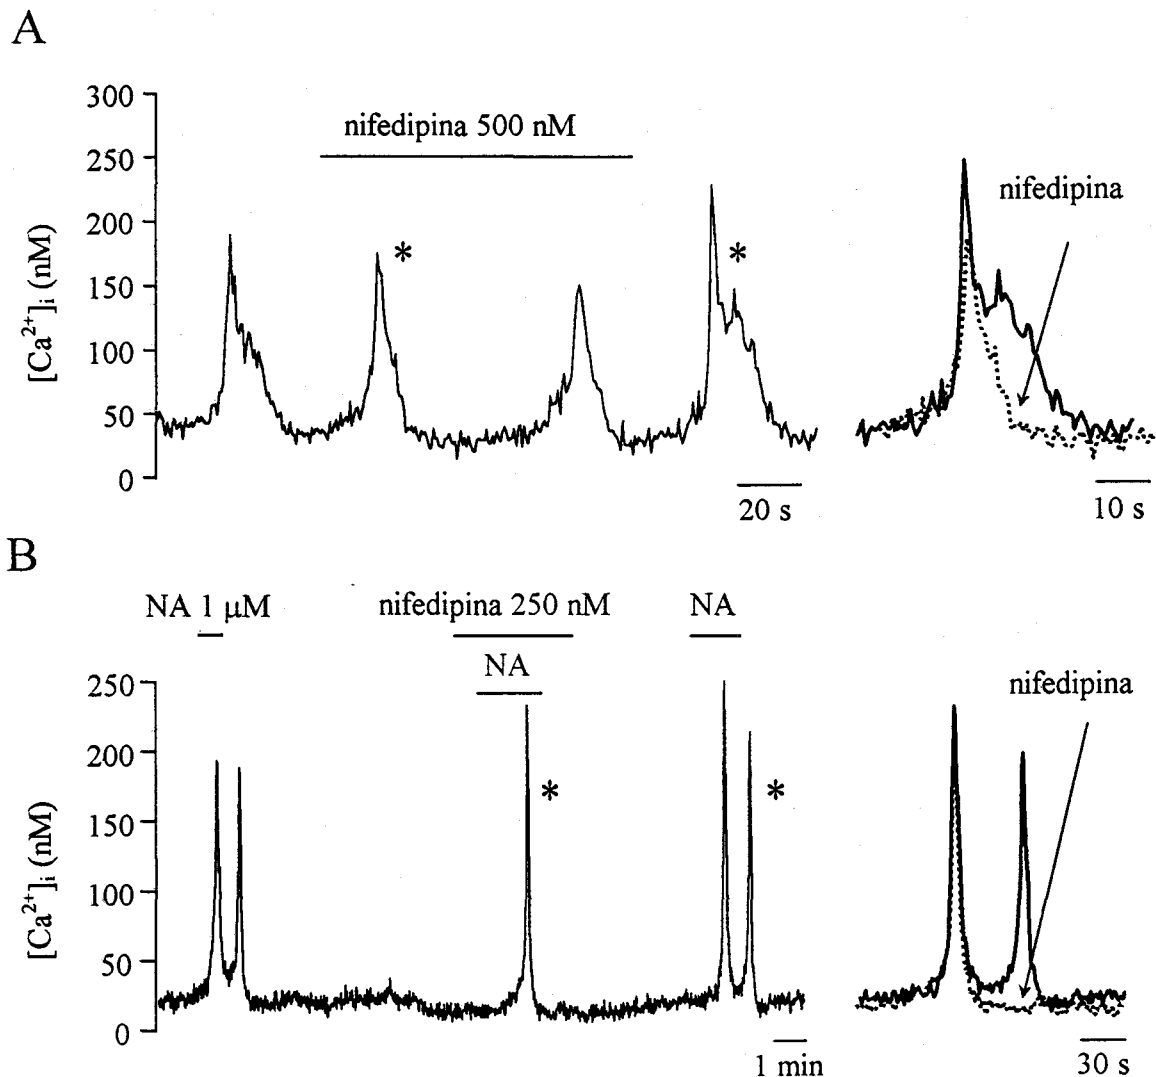 A
300
250
200
150
100
50
0
[Ca²⁺]ᵢ (nM)
nifedipina 500 nM
*
*
20 s
nifedipina
10 s
B
NA 1 µM
nifedipina 250 nM
NA
NA
250
200
150
100
50
0
[Ca²⁺]ᵢ (nM)
*
*
1 min
nifedipina
30 s